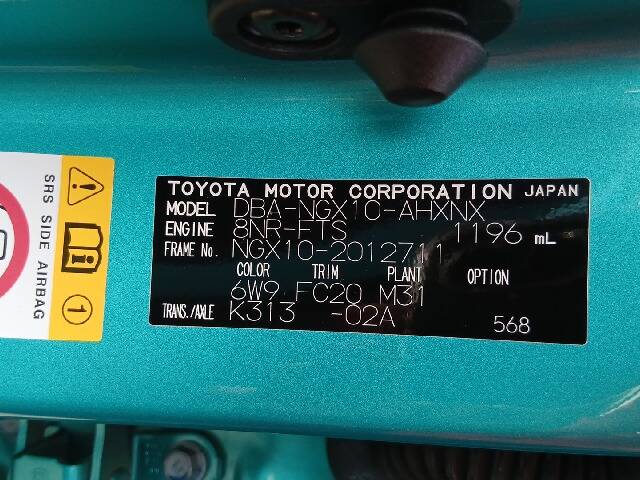 TOYOTA MOTOR CORPORATION JAPAN
MODEL DBA-NGX10-AHXNX
ENGINE 8NR-FTS 1196 mL
FRAME No. NGX10-2012711
COLOR TRIM PLANT OPTION
6W9 FC20 M31
TRANS./AXLE K313 -02A
568
SRS SIDE AIRBAG
1